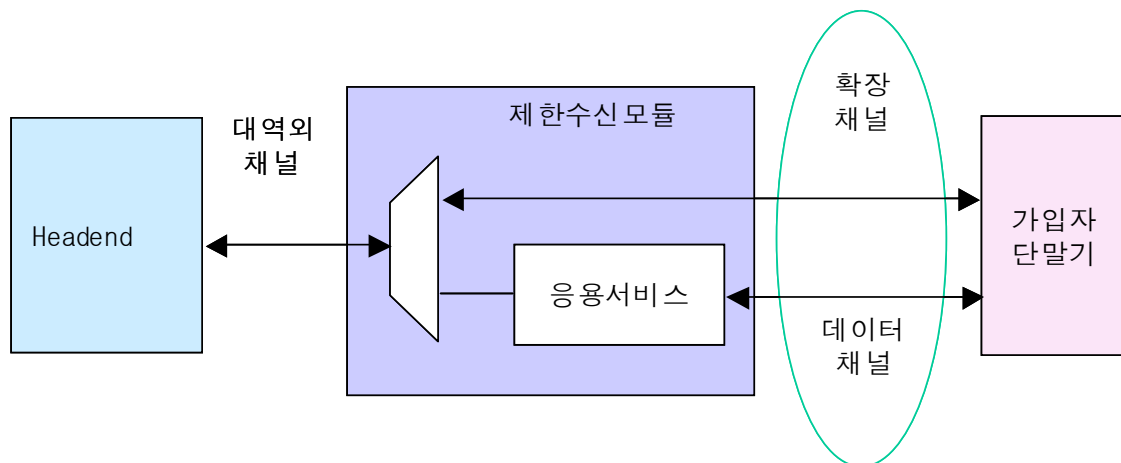 Headend
대역외
채널
제한수신모듈
응용서비스
확장
채널
데이터
채널
가입자
단말기